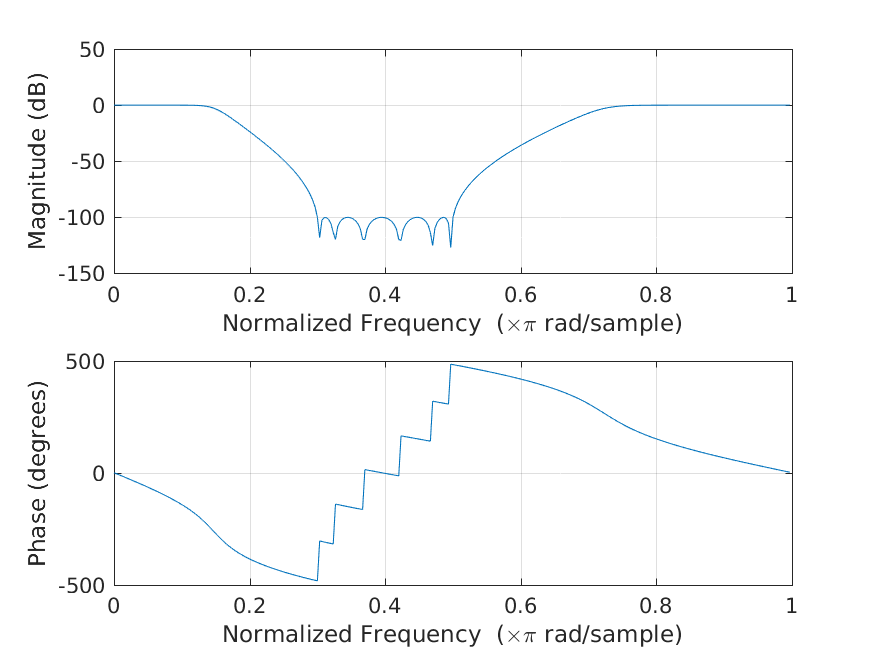 50
0
-50
-100
-150
Magnitude (dB)
0 0.2 0.4 0.6 0.8 1
Normalized Frequency (×π rad/sample)
500
0
-500
Phase (degrees)
0 0.2 0.4 0.6 0.8 1
Normalized Frequency (×π rad/sample)